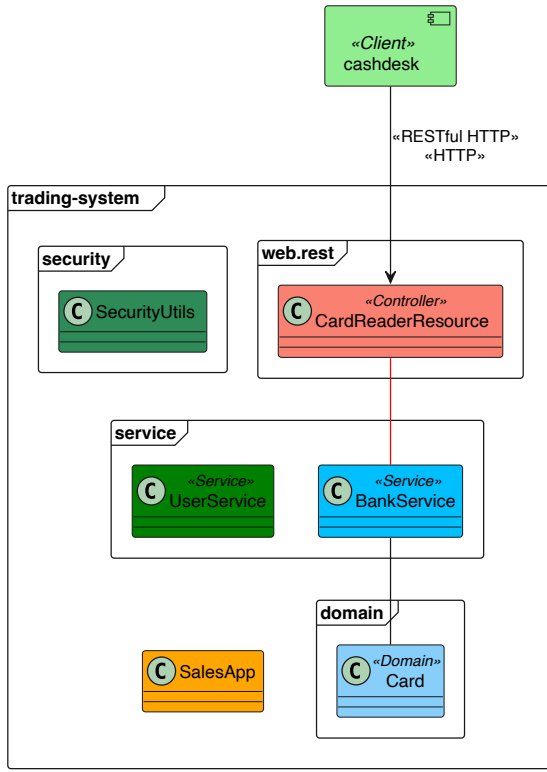 «Client»
cashdesk
«RESTful HTTP»
«HTTP»
trading-system
security
C SecurityUtils
web.rest
C «Controller»
CardReaderResource
service
C «Service»
UserService
C «Service»
BankService
domain
C SalesApp
C «Domain»
Card